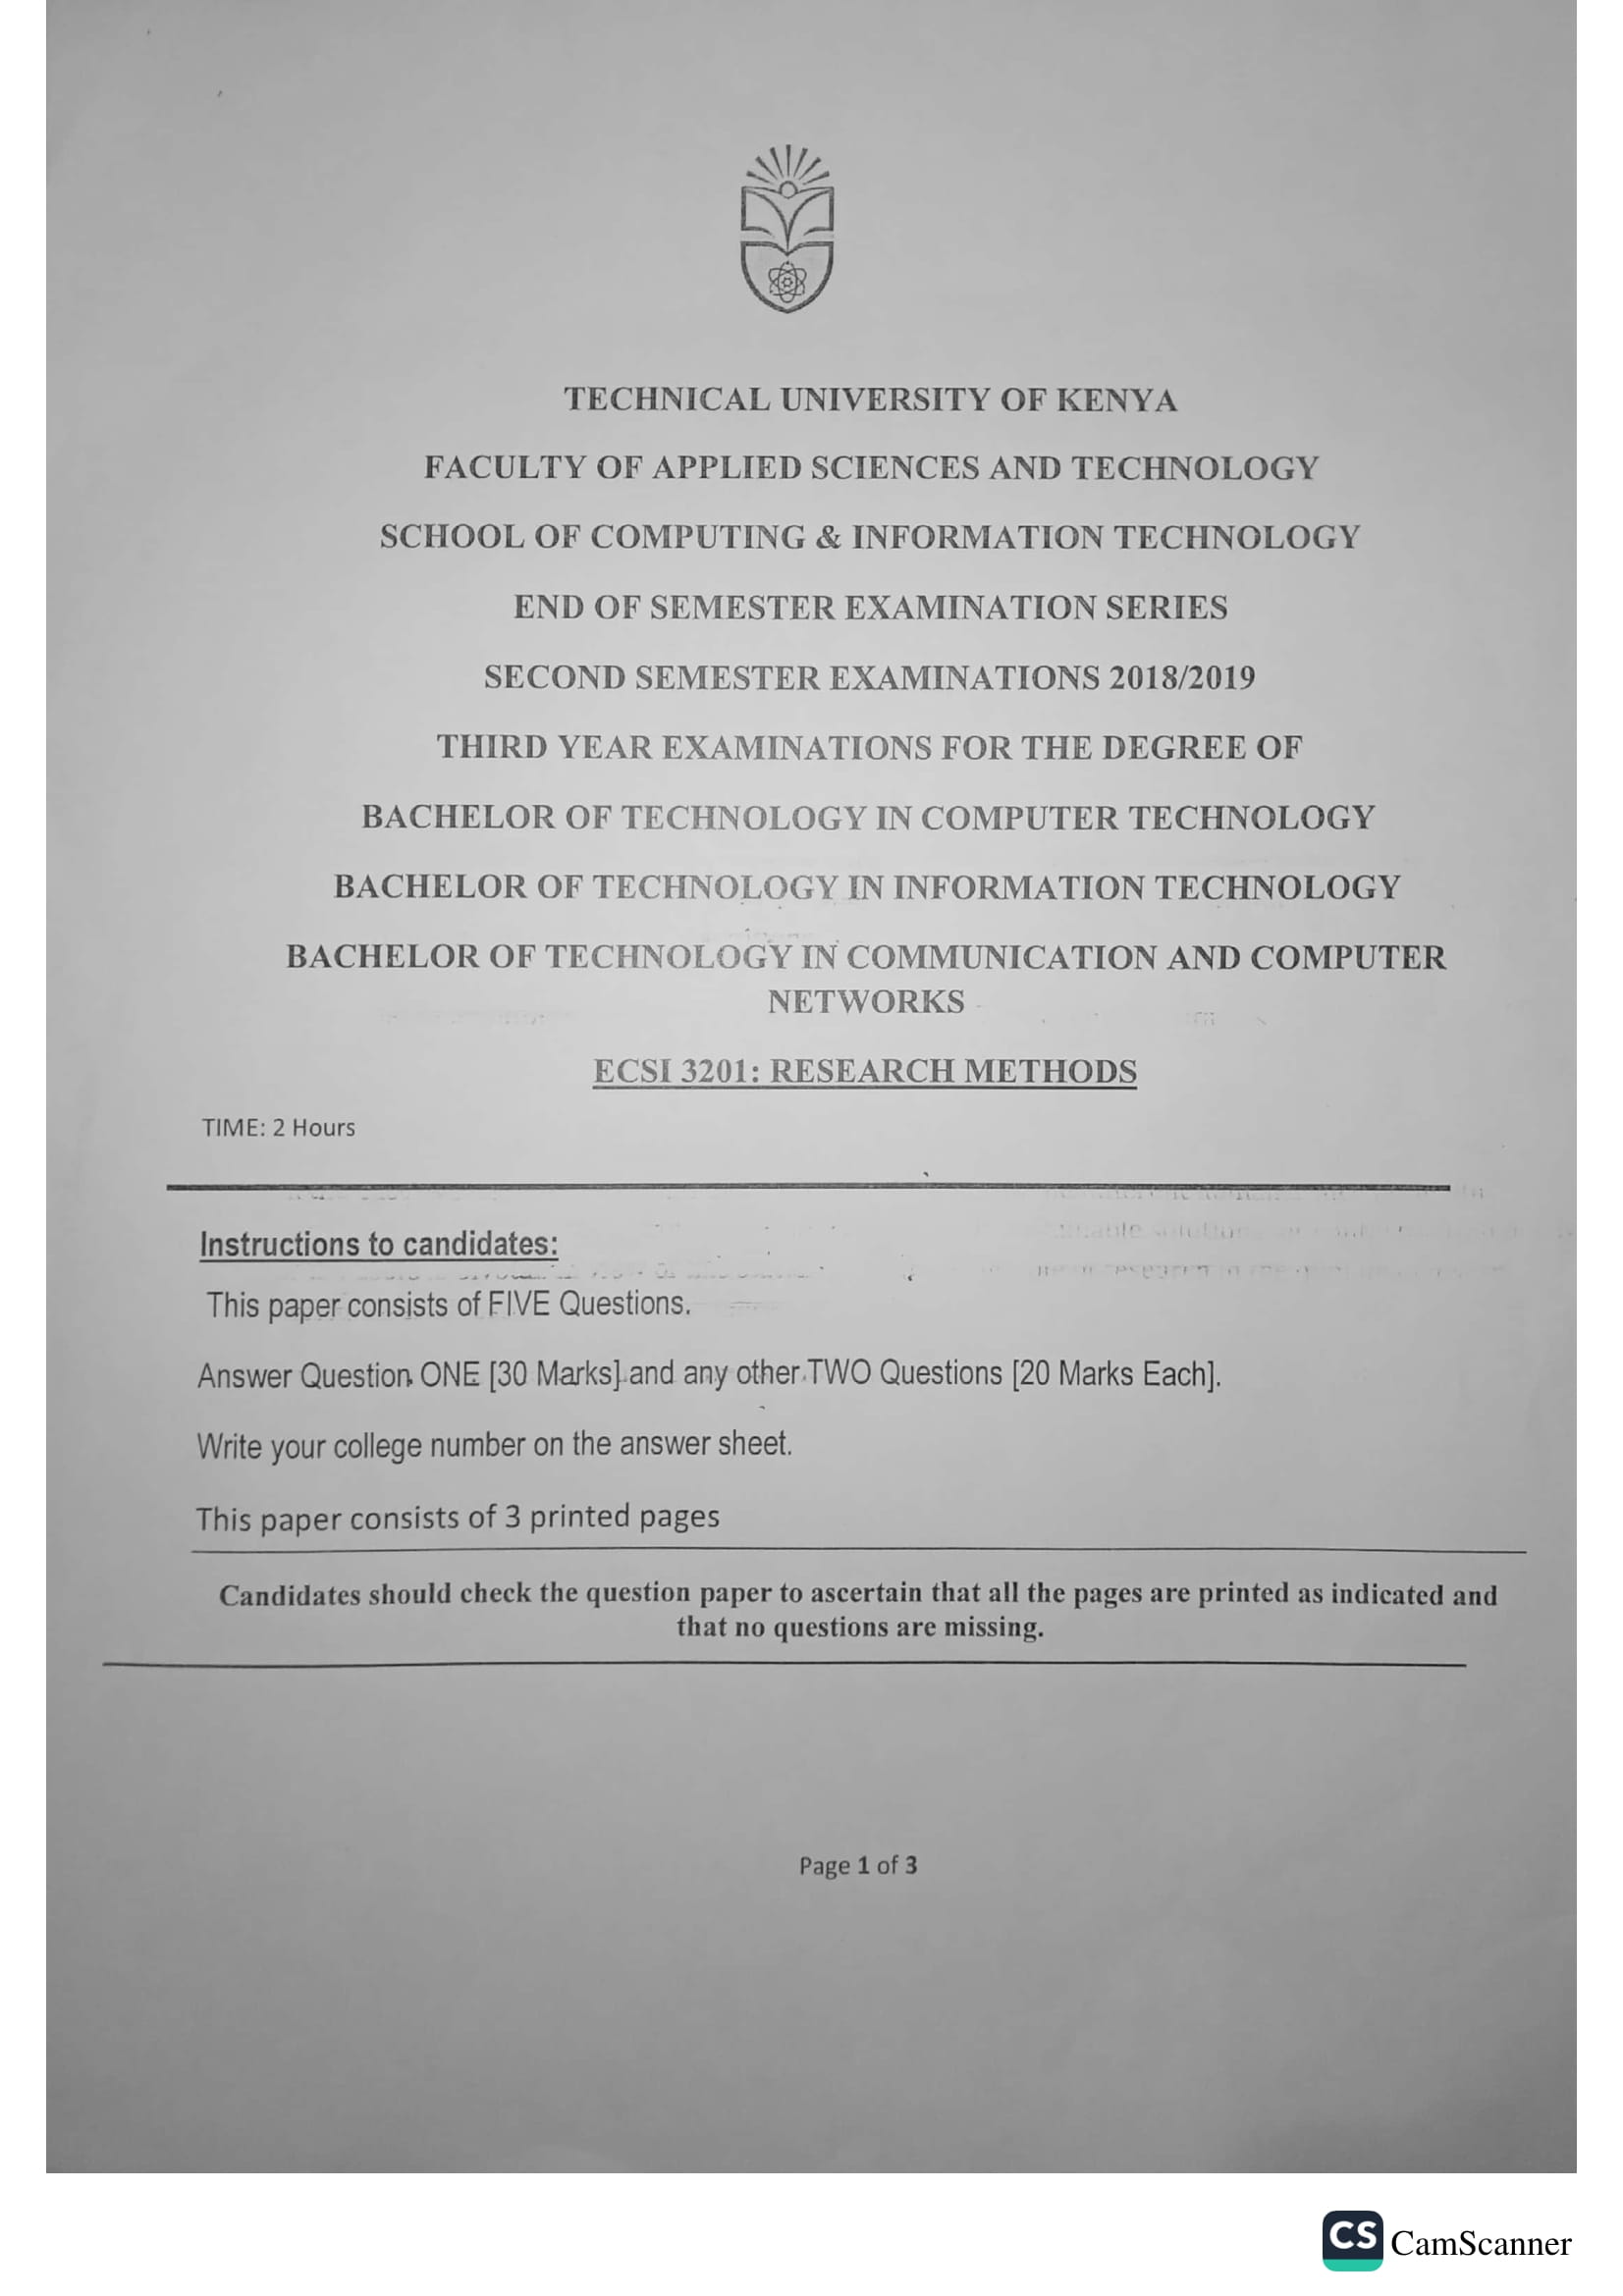 TECHNICAL UNIVERSITY OF KENYA
FACULTY OF APPLIED SCIENCES AND TECHNOLOGY
SCHOOL OF COMPUTING & INFORMATION TECHNOLOGY
END OF SEMESTER EXAMINATION SERIES
SECOND SEMESTER EXAMINATIONS 2018/2019
THIRD YEAR EXAMINATIONS FOR THE DEGREE OF
BACHELOR OF TECHNOLOGY IN COMPUTER TECHNOLOGY
BACHELOR OF TECHNOLOGY IN INFORMATION TECHNOLOGY
BACHELOR OF TECHNOLOGY IN COMMUNICATION AND COMPUTER
NETWORKS
ECSI 3201: RESEARCH METHODS
TIME: 2 Hours
Instructions to candidates:
This paper consists of FIVE Questions.
Answer Question ONE [30 Marks] and any other TWO Questions [20 Marks Each].
Write your college number on the answer sheet.
This paper consists of 3 printed pages
Candidates should check the question paper to ascertain that all the pages are printed as indicated and
that no questions are missing.
Page 1 of 3
CS CamScanner